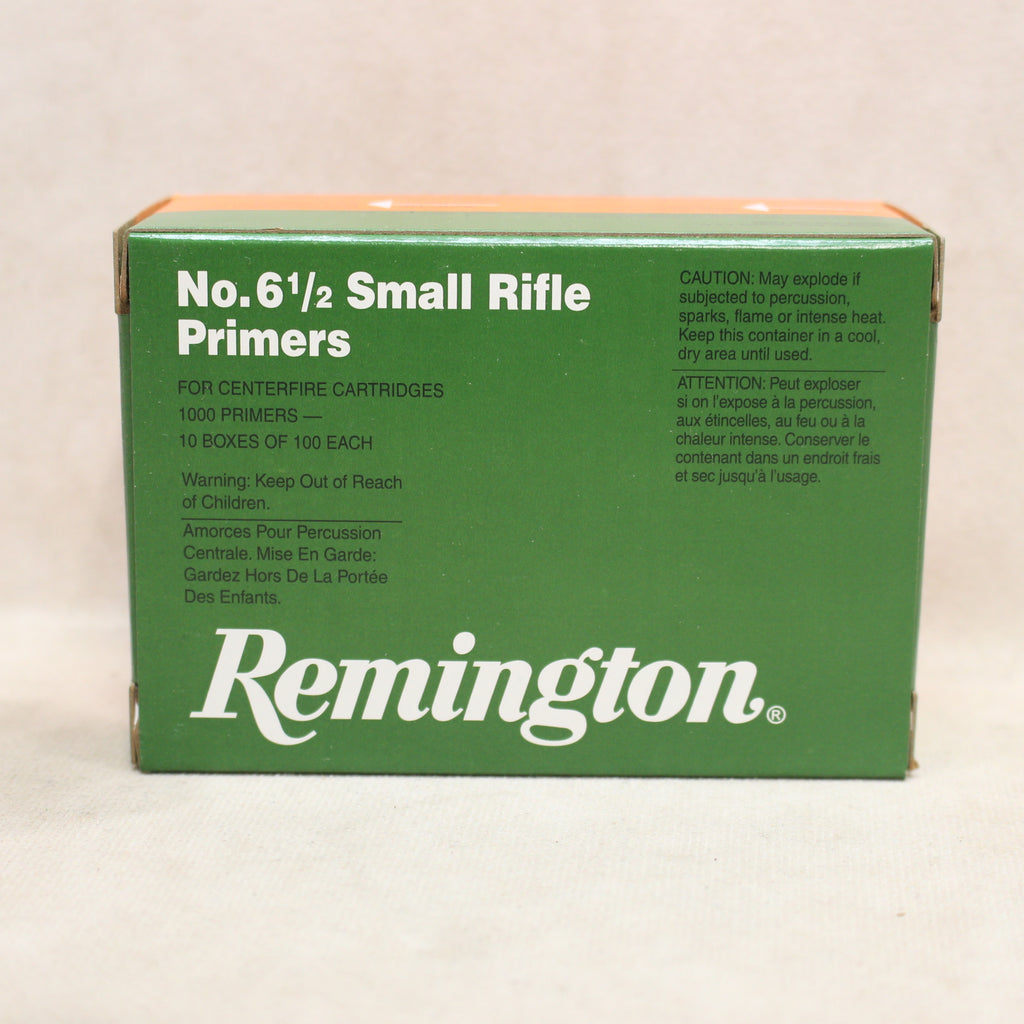 No. 6 1/2 Small Rifle
Primers
FOR CENTERFIRE CARTRIDGES
1000 PRIMERS —
10 BOXES OF 100 EACH
Warning: Keep Out of Reach
of Children.
Amorces Pour Percussion
Centrale. Mise En Garde:
Gardez Hors De La Portée
Des Enfants.
CAUTION: May explode if
subjected to percussion,
sparks, flame or intense heat.
Keep this container in a cool,
dry area until used.
ATTENTION: Peut exploser
si on l'expose à la percussion,
aux étincelles, au feu ou à la
chaleur intense. Conserver le
contenant dans un endroit frais
et sec jusqu'à l'usage.
Remington®